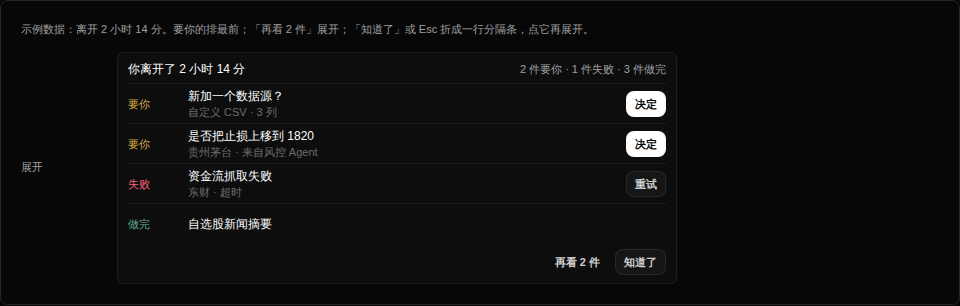 示例数据：离开 2 小时 14 分。要你的排最前；「再看 2 件」展开；「知道了」或 Esc 折成一行分隔条，点它再展开。
你离开了 2 小时 14 分
2 件要你 · 1 件失败 · 3 件做完
要你
新加一个数据源？
自定义 CSV · 3 列
决定
要你
是否把止损上移到 1820
贵州茅台 · 来自风控 Agent
决定
展开
失败
资金流抓取失败
东财 · 超时
重试
做完
自选股新闻摘要
再看 2 件
知道了